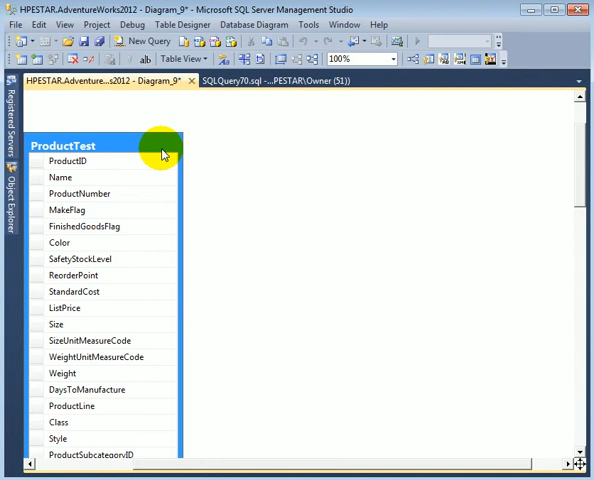 HPESTAR.AdventureWorks2012 - Diagram_9* - Microsoft SQL Server Management Studio
File Edit View Project Debug Table Designer Database Diagram Tools Window Help
New Query
Table View 100%
HPESTAR.Adventure...s2012 - Diagram_9* SQLQuery70.sql -...PESTAR\Owner (51))
Registered Servers
Object Explorer
ProductTest
ProductID
Name
ProductNumber
MakeFlag
FinishedGoodsFlag
Color
SafetyStockLevel
ReorderPoint
StandardCost
ListPrice
Size
SizeUnitMeasureCode
WeightUnitMeasureCode
Weight
DaysToManufacture
ProductLine
Class
Style
ProductSubcategoryID